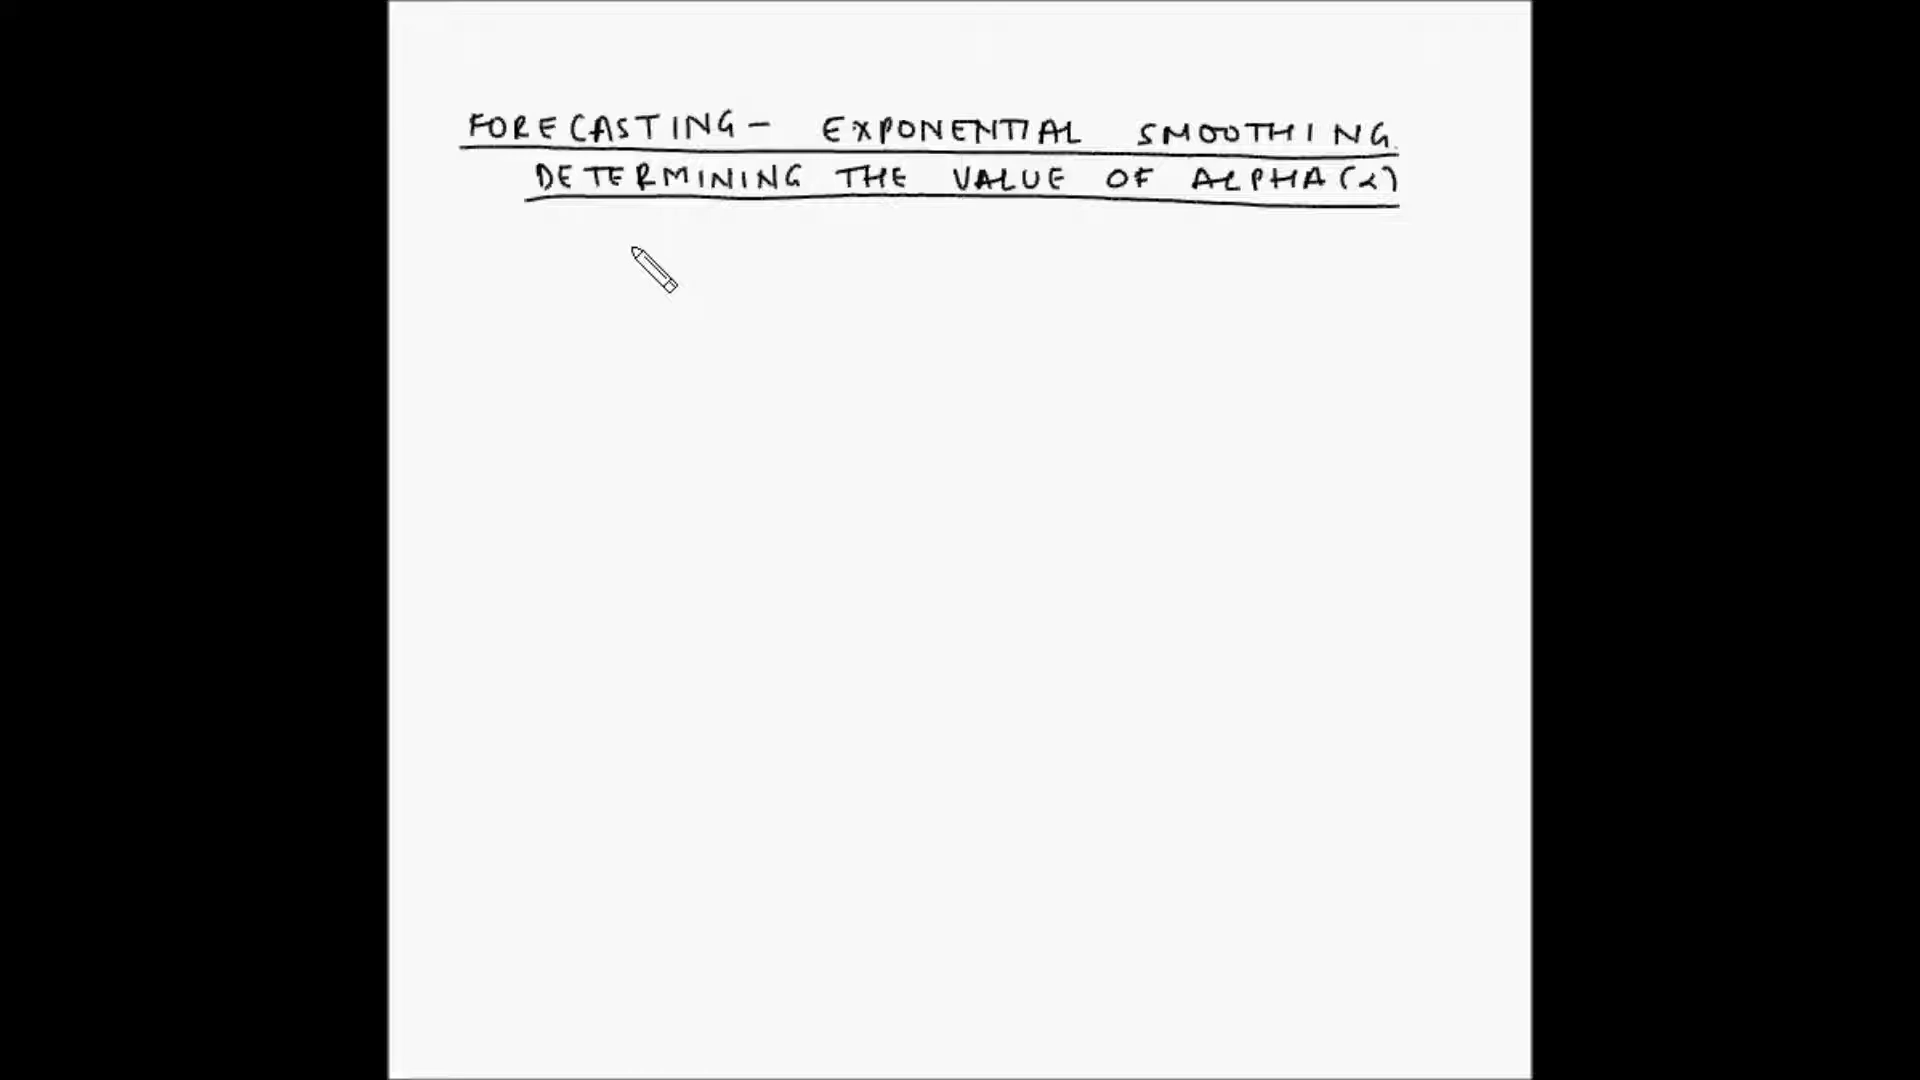 FORECASTING- EXPONENTIAL SMOOTHING.
DETERMINING THE VALUE OF ALPHA(α)